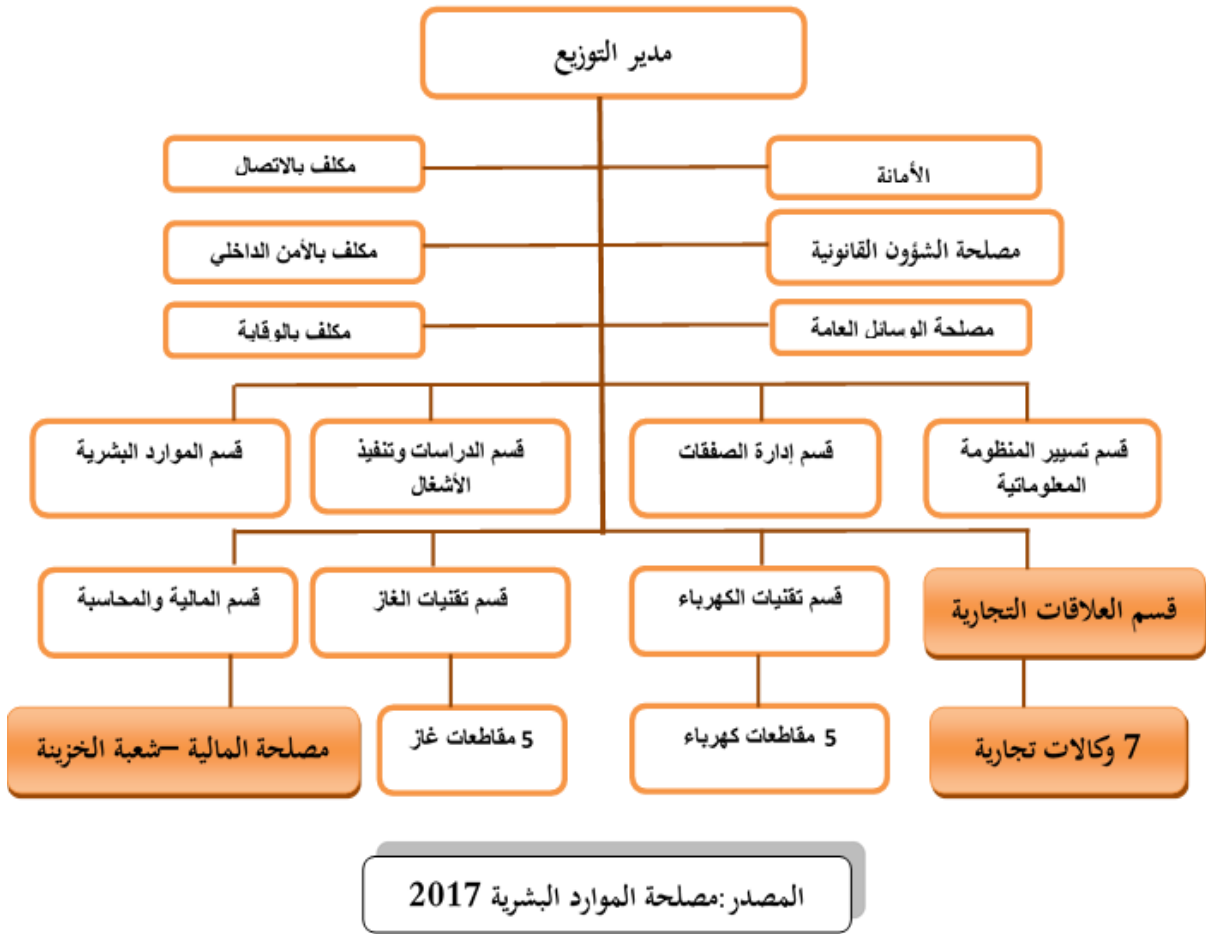 مدير التوزيع
الأمانة
مكلف بالاتصال
مصلحة الشؤون القانونية
مكلف بالأمن الداخلي
مصلحة الوسائل العامة
مكلف بالوقاية
قسم تسيير المنظومة
المعلوماتية
قسم إدارة الصفقات
قسم الدراسات وتنفيذ
الأشغال
قسم الموارد البشرية
قسم العلاقات التجارية
قسم تقنيات الكهرباء
قسم تقنيات الغاز
قسم المالية والمحاسبة
7 وكالات تجارية
5 مقاطعات كهرباء
5 مقاطعات غاز
مصلحة المالية –شعبة الخزينة
المصدر:مصلحة الموارد البشرية 2017